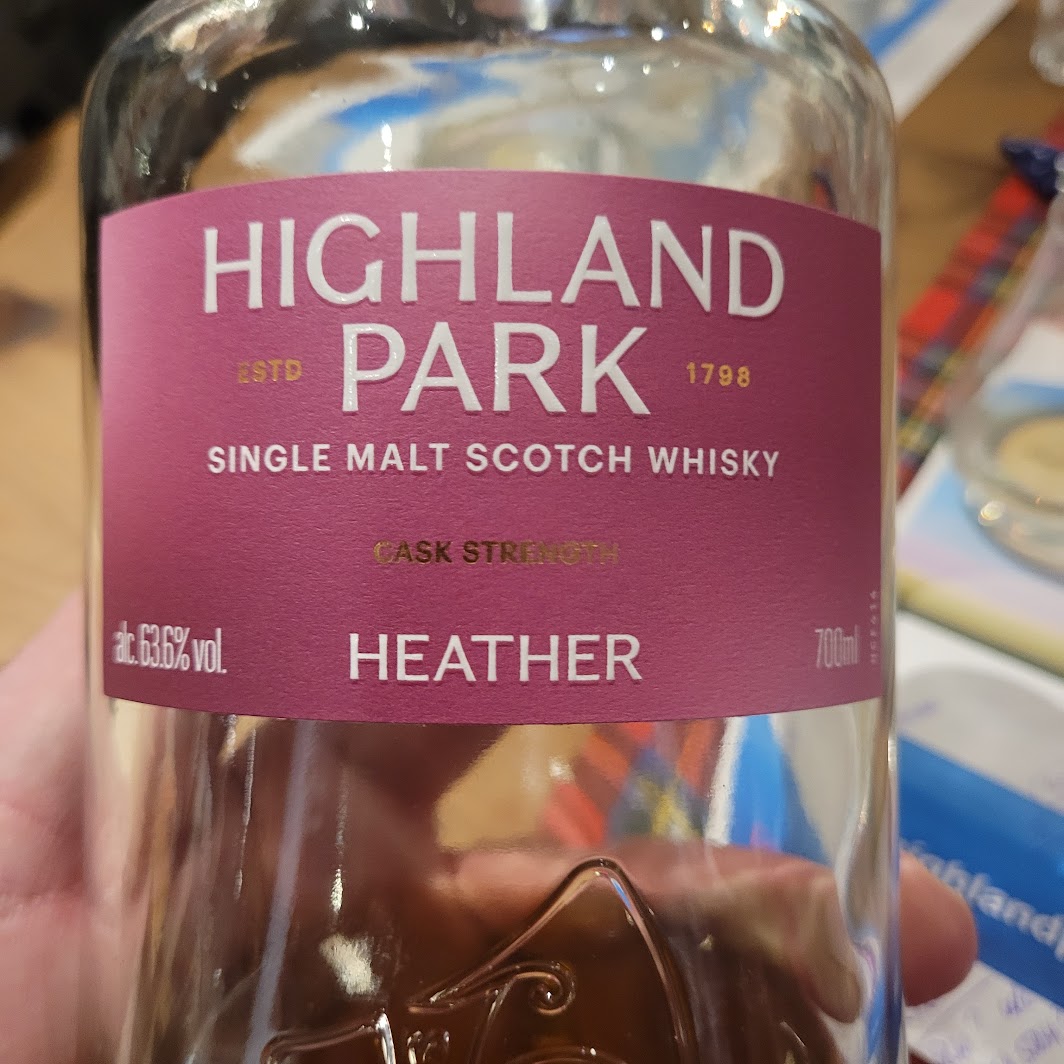 HIGHLAND
PARK
ESTD
1798
SINGLE MALT SCOTCH WHISKY
CASK STRENGTH
alc.63.6% vol.
HEATHER
700ml